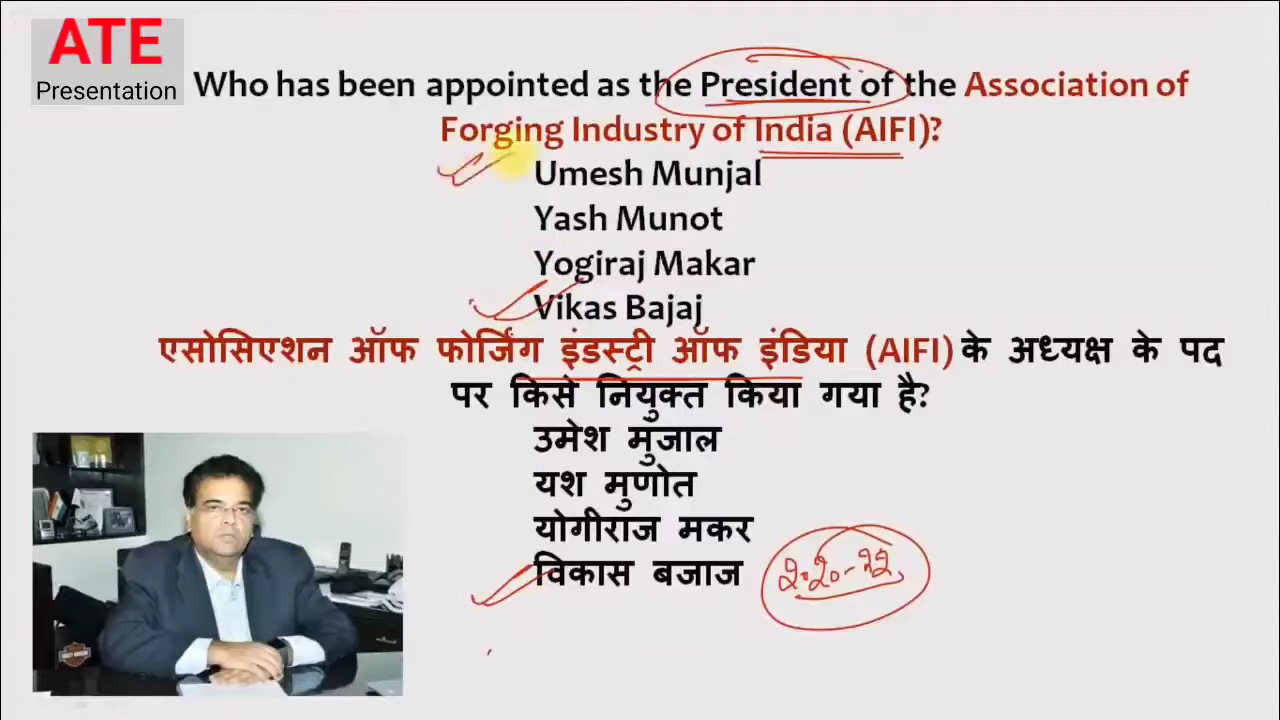 ATE
Presentation
Who has been appointed as the President of the Association of
Forging Industry of India (AIFI)?
Umesh Munjal
Yash Munot
Yogiraj Makar
Vikas Bajaj
एसोसिएशन ऑफ फोर्जिंग इंडस्ट्री ऑफ इंडिया (AIFI) के अध्यक्ष के पद
पर किसे नियुक्त किया गया है?
उमेश मुंजाल
यश मुणोत
योगीराज मकर
विकास बजाज
2020-22